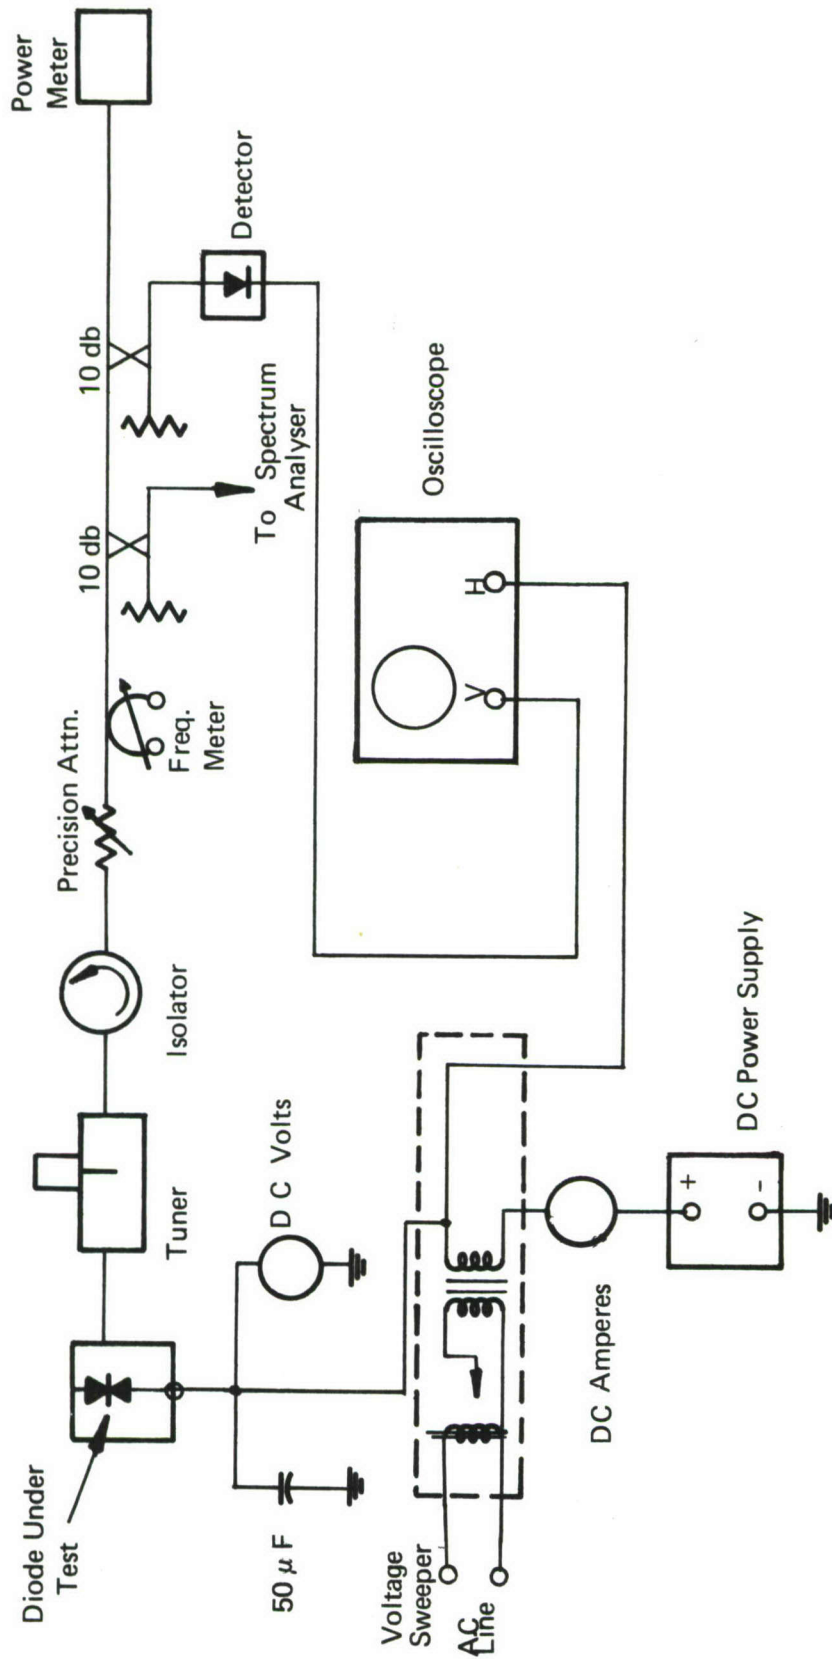 Diode Under
Test
Tuner
Isolator
Precision Attn.
Freq.
Meter
10 db
10 db
Power
Meter
To Spectrum
Analyser
Detector
50 μ F
D C Volts
Oscilloscope
V
H
Voltage
Sweeper
AC
Line
DC Amperes
+
-
DC Power Supply